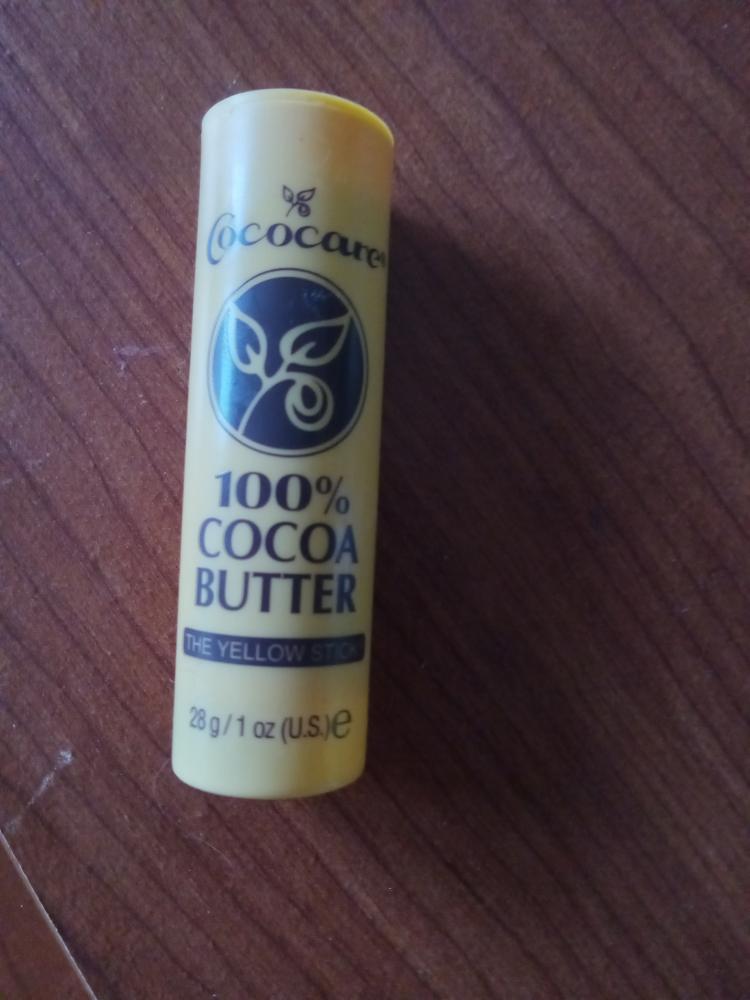 Cococare®
100%
COCOA
BUTTER
THE YELLOW STICK
28 g / 1 oz (U.S.) ℮